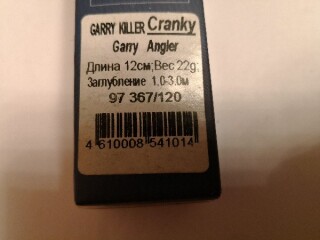 GARRY KILLER Cranky
Garry Angler
Длина 12см;Вес 22g;
Заглубление 1,0-3,0м
97 367/120
4 610008 541014